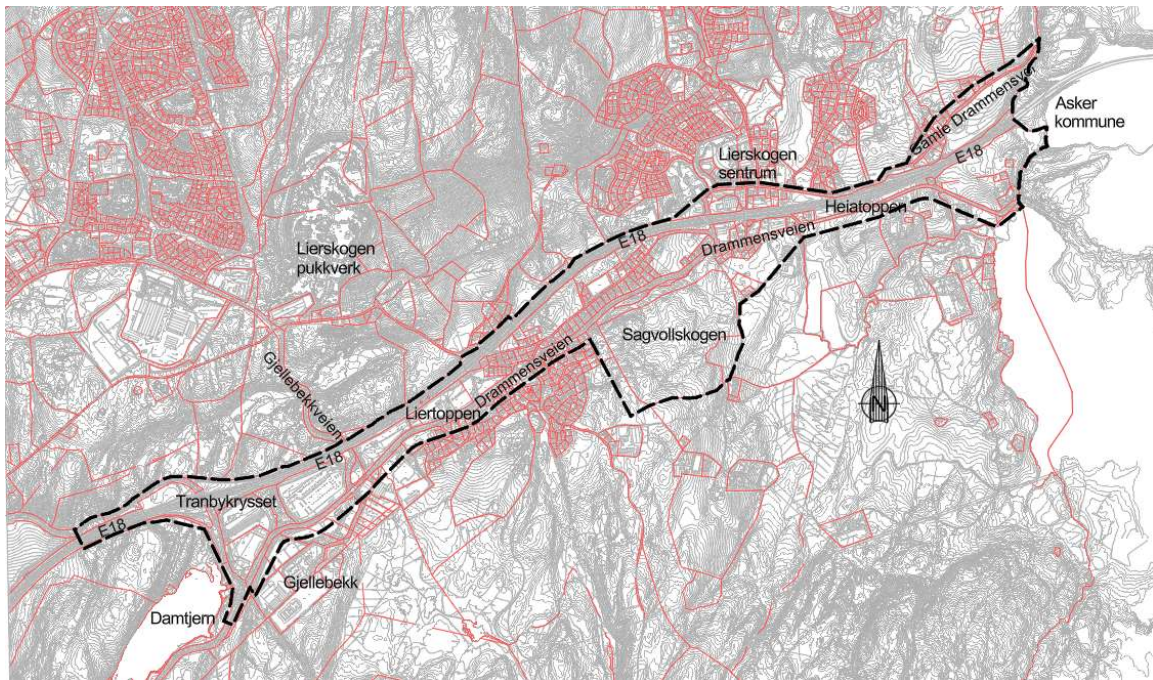 Asker
kommune
Gamle Drammensvei
E18
Lierskogen
sentrum
Heiatoppen
E18
Drammensveien
Lierskogen
pukkverk
Sagvollskogen
Gjellebekkveien
Drammensveien
Liertoppen
N
E18
Tranbykrysset
E18
Gjellebekk
Damtjern